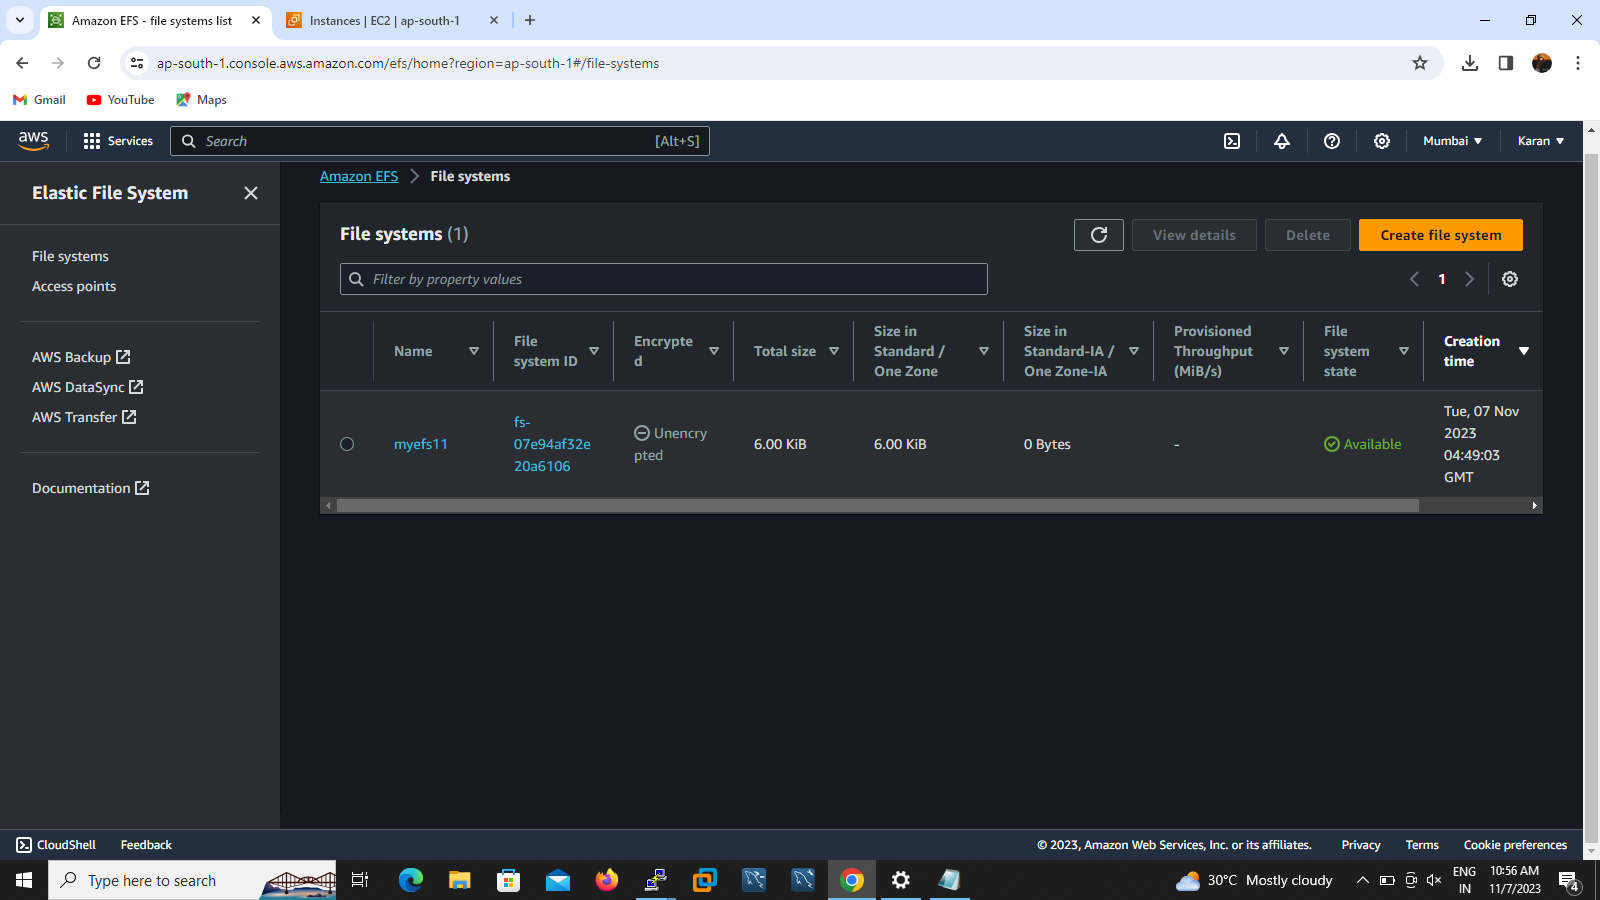 Amazon EFS - file systems list
Instances | EC2 | ap-south-1
ap-south-1.console.aws.amazon.com/efs/home?region=ap-south-1#/file-systems
Gmail YouTube Maps
aws Services Search [Alt+S] Mumbai Karan
Elastic File System
File systems
Access points
AWS Backup
AWS DataSync
AWS Transfer
Documentation
Amazon EFS File systems
File systems (1)
View details Delete Create file system
Filter by property values
1
Name
File
system ID
Encrypte
d
Total size
Size in
Standard /
One Zone
Size in
Standard-IA /
One Zone-IA
Provisioned
Throughput
(MiB/s)
File
system
state
Creation
time
myefs11
fs-
07e94af32e
20a6106
Unencry
pted
6.00 KiB
6.00 KiB
0 Bytes
-
Available
Tue, 07 Nov
2023
04:49:03
GMT
CloudShell Feedback © 2023, Amazon Web Services, Inc. or its affiliates. Privacy Terms Cookie preferences
Type here to search
30°C Mostly cloudy
ENG
IN
10:56 AM
11/7/2023
4